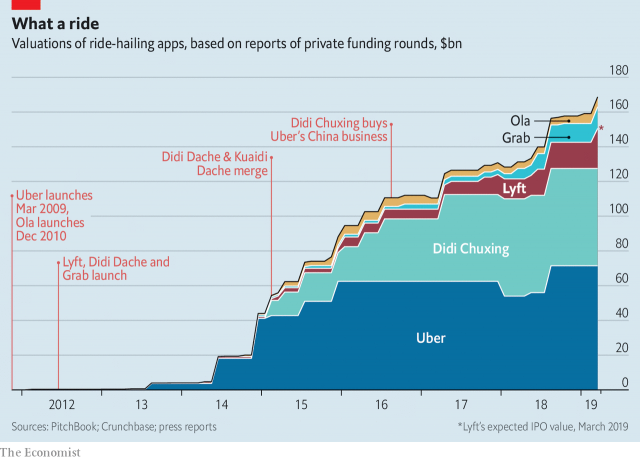 What a ride
Valuations of ride-hailing apps, based on reports of private funding rounds, $bn
180
160
140
120
100
80
60
40
20
0
Ola
Grab
*
Didi Chuxing buys
Uber's China business
Didi Dache & Kuaidi
Dache merge
Uber launches
Mar 2009,
Ola launches
Dec 2010
Lyft, Didi Dache and
Grab launch
Lyft
Didi Chuxing
Uber
2012 13 14 15 16 17 18 19
Sources: PitchBook; Crunchbase; press reports
*Lyft's expected IPO value, March 2019
The Economist